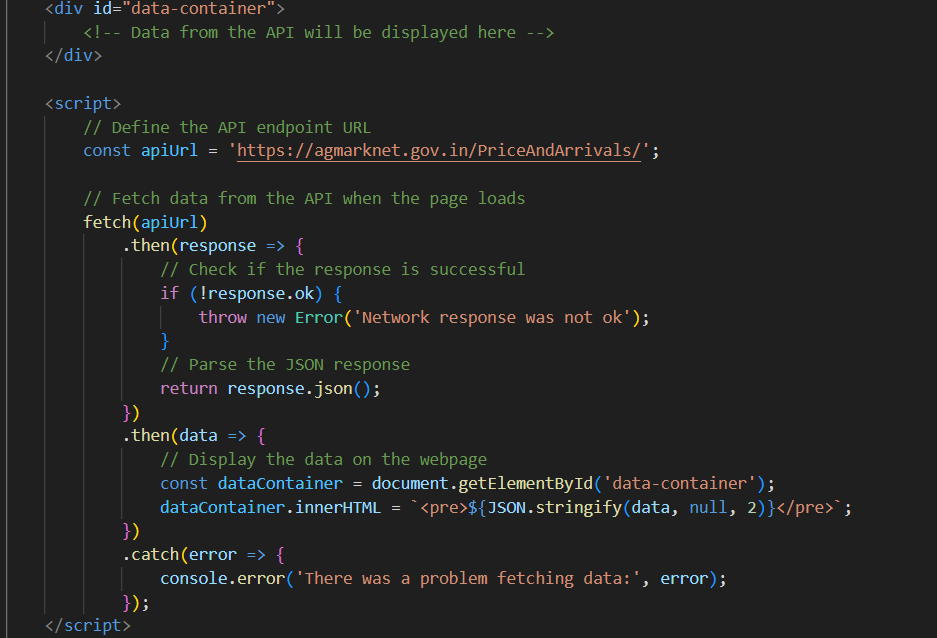 <div id="data-container">
<!-- Data from the API will be displayed here -->
</div>
<script>
// Define the API endpoint URL
const apiUrl = 'https://agmarknet.gov.in/PriceAndArrivals/';
// Fetch data from the API when the page loads
fetch(apiUrl)
.then(response => {
// Check if the response is successful
if (!response.ok) {
throw new Error('Network response was not ok');
}
// Parse the JSON response
return response.json();
})
.then(data => {
// Display the data on the webpage
const dataContainer = document.getElementById('data-container');
dataContainer.innerHTML = `<pre>${JSON.stringify(data, null, 2)}</pre>`;
})
.catch(error => {
console.error('There was a problem fetching data:', error);
});
</script>